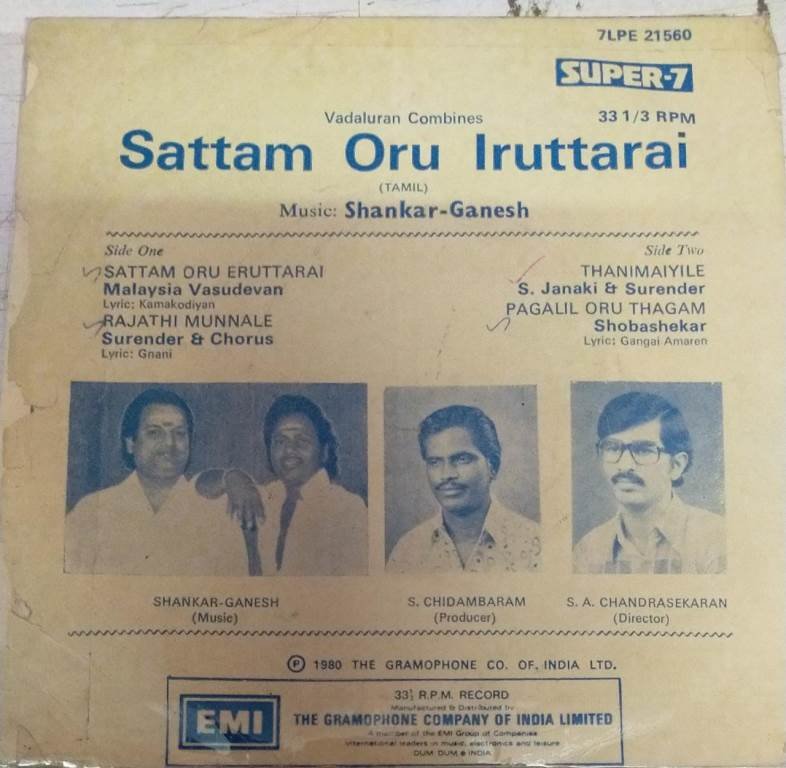 7LPE 21560
SUPER-7
Vadaluran Combines
33 1/3 RPM
Sattam Oru Iruttarai
(TAMIL)
Music: Shankar-Ganesh
Side One
SATTAM ORU ERUTTARAI
Malaysia Vasudevan
Lyric; Kamakodiyan
RAJATHI MUNNALE
Surender & Chorus
Lyric: Gnani
Side Two
THANIMAIYILE
S. Janaki & Surender
PAGALIL ORU THAGAM
Shobashekar
Lyric: Gangai Amaren
SHANKAR-GANESH
(Music)
S. CHIDAMBARAM
(Producer)
S. A. CHANDRASEKARAN
(Director)
℗ 1980 THE GRAMOPHONE CO. OF. INDIA LTD.
EMI
33⅓ R.P.M. RECORD
Manufactured & Distributed by
THE GRAMOPHONE COMPANY OF INDIA LIMITED
A member of the EMI Group of Companies
International leaders in music, electronics and leisure
DUM DUM ● INDIA